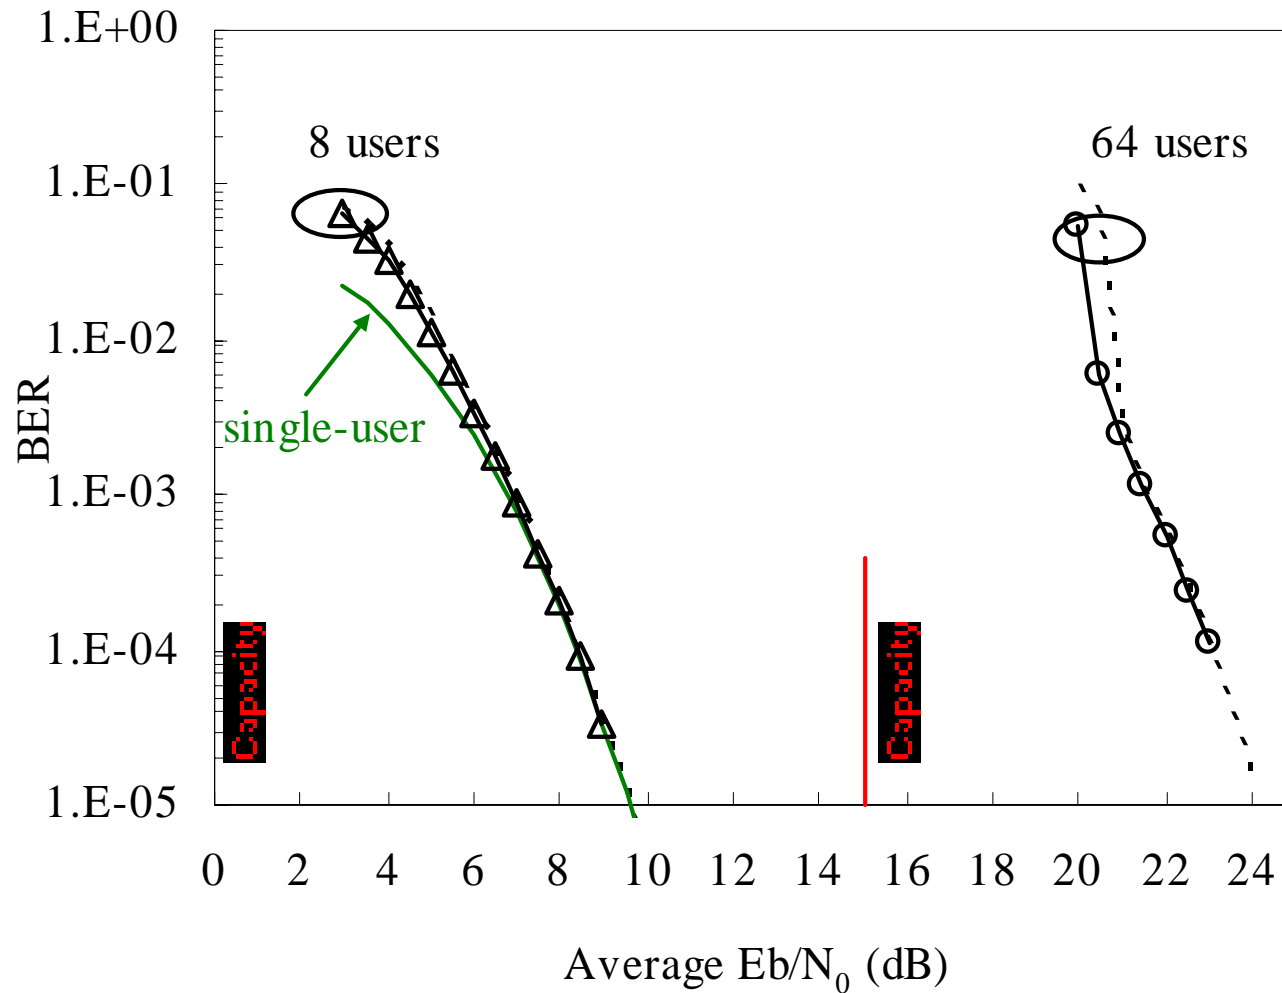 1.E+00
8 users
64 users
1.E-01
1.E-02
single-user
BER
1.E-03
1.E-04
Capacity
Capacity
1.E-05
0 2 4 6 8 10 12 14 16 18 20 22 24
Average Eb/N₀ (dB)